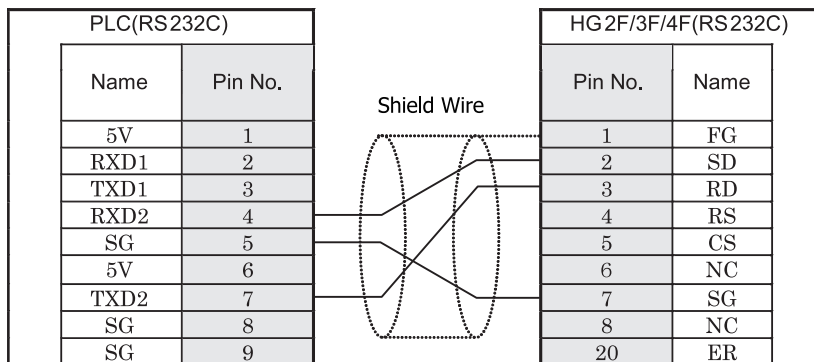 PLC(RS232C) HG2F/3F/4F(RS232C)
Name Pin No. Pin No. Name
Shield Wire
5V 1 1 FG
RXD1 2 2 SD
TXD1 3 3 RD
RXD2 4 4 RS
SG 5 5 CS
5V 6 6 NC
TXD2 7 7 SG
SG 8 8 NC
SG 9 20 ER